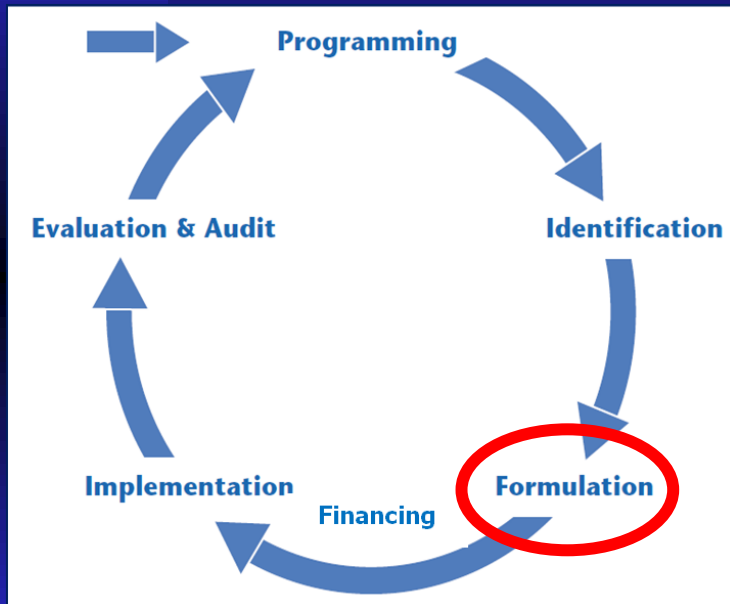 Programming
Evaluation & Audit
Identification
Implementation
Formulation
Financing